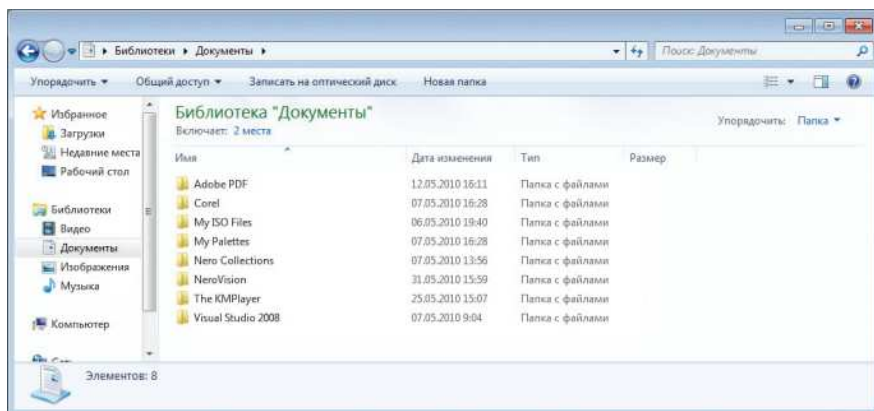 Библиотеки ▸ Документы ▸ Поиск: Документы
Упорядочить Общий доступ Записать на оптический диск Новая папка
Избранное
Загрузки
Недавние места
Рабочий стол
Библиотеки
Видео
Документы
Изображения
Музыка
Компьютер
Библиотека "Документы"
Включает: 2 места
Упорядочить: Папка
Имя Дата изменения Тип Размер
Adobe PDF 12.05.2010 16:11 Папка с файлами
Corel 07.05.2010 16:28 Папка с файлами
My ISO Files 06.05.2010 19:40 Папка с файлами
My Palettes 07.05.2010 16:28 Папка с файлами
Nero Collections 07.05.2010 13:56 Папка с файлами
NeroVision 31.05.2010 15:59 Папка с файлами
The KMPlayer 25.05.2010 15:07 Папка с файлами
Visual Studio 2008 07.05.2010 9:04 Папка с файлами
Элементов: 8